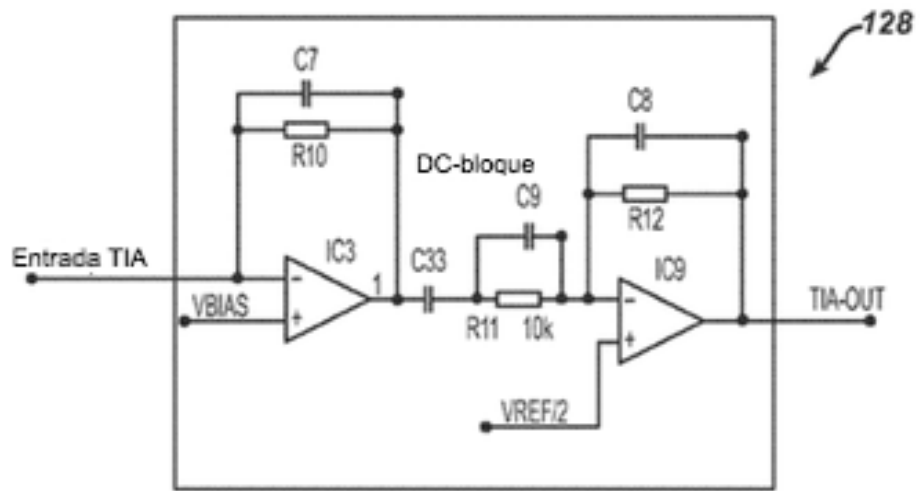 128
C7
R10
DC-bloque
C9
C8
R12
Entrada TIA
IC3
1
C33
IC9
VBIAS
R11
10k
TIA-OUT
VREF/2
−
+
−
+